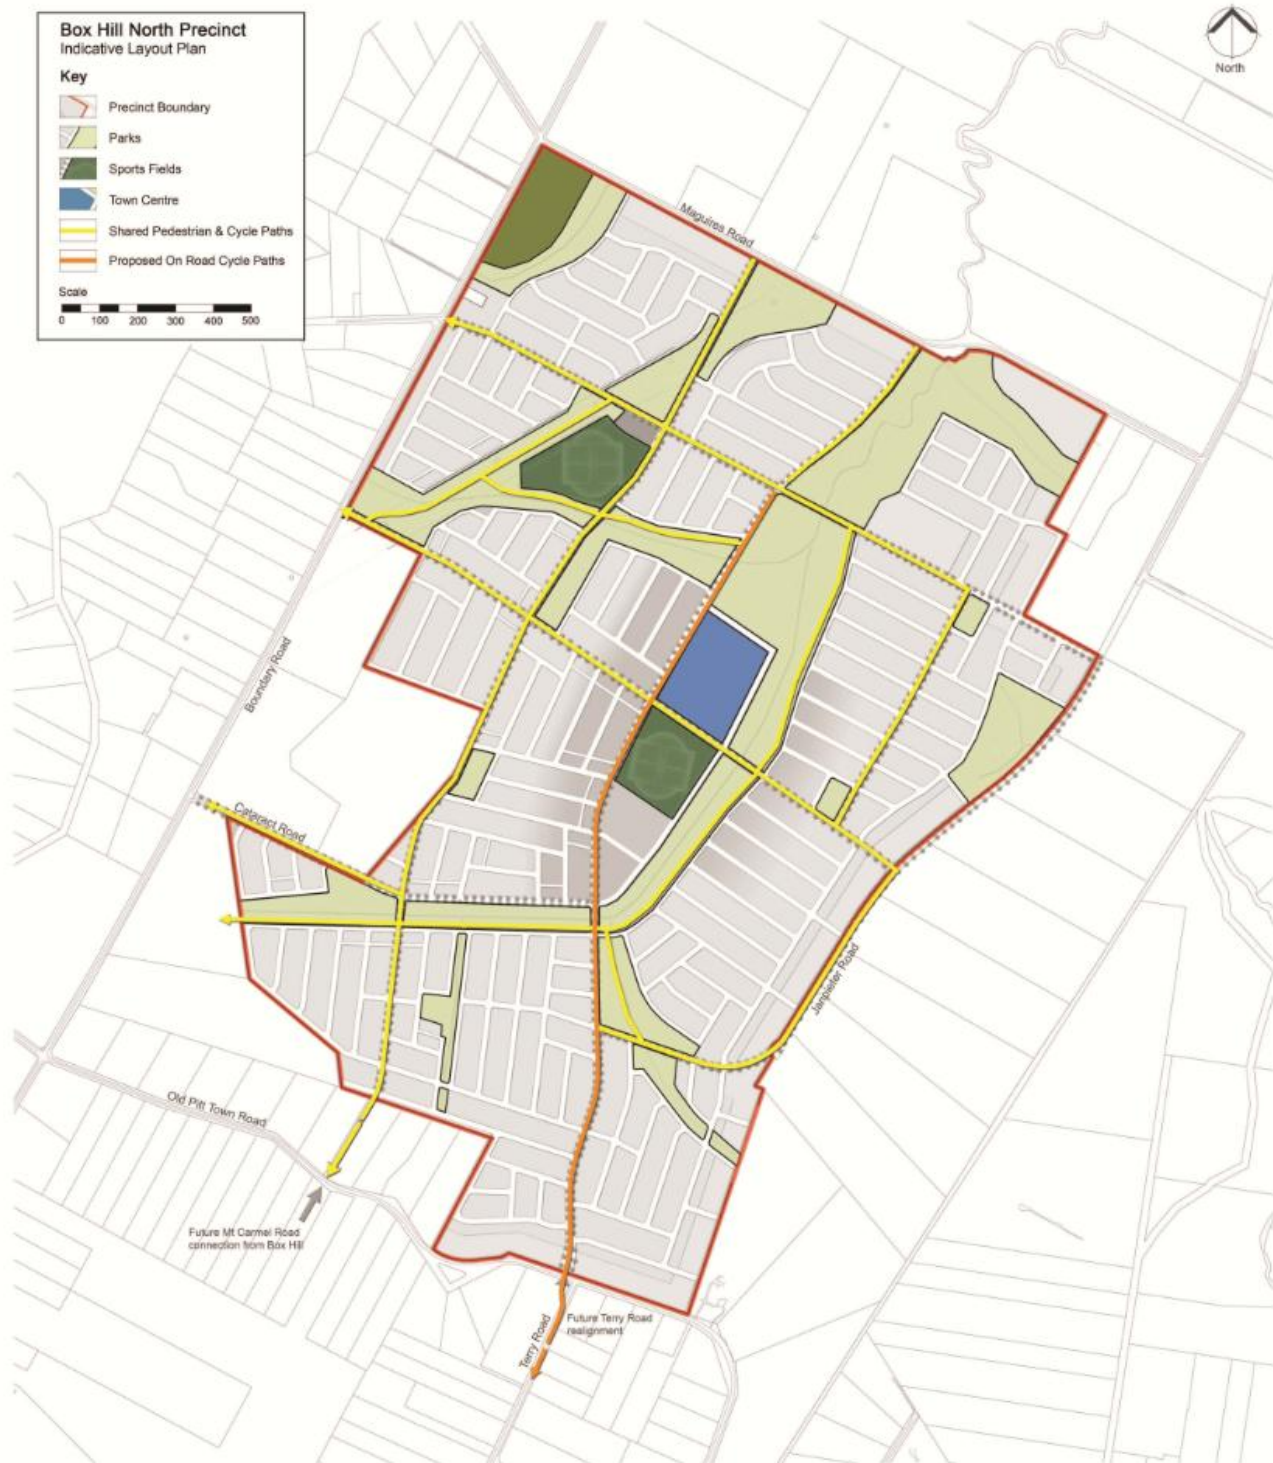 Box Hill North Precinct
Indicative Layout Plan
Key
Precinct Boundary
Parks
Sports Fields
Town Centre
Shared Pedestrian & Cycle Paths
Proposed On Road Cycle Paths
Scale
0 100 200 300 400 500
North
Maguires Road
Boundary Road
Cataract Road
Janpieter Road
Old Pitt Town Road
Future Mt Carmel Road
connection from Box Hill
Future Terry Road
realignment
Terry Road